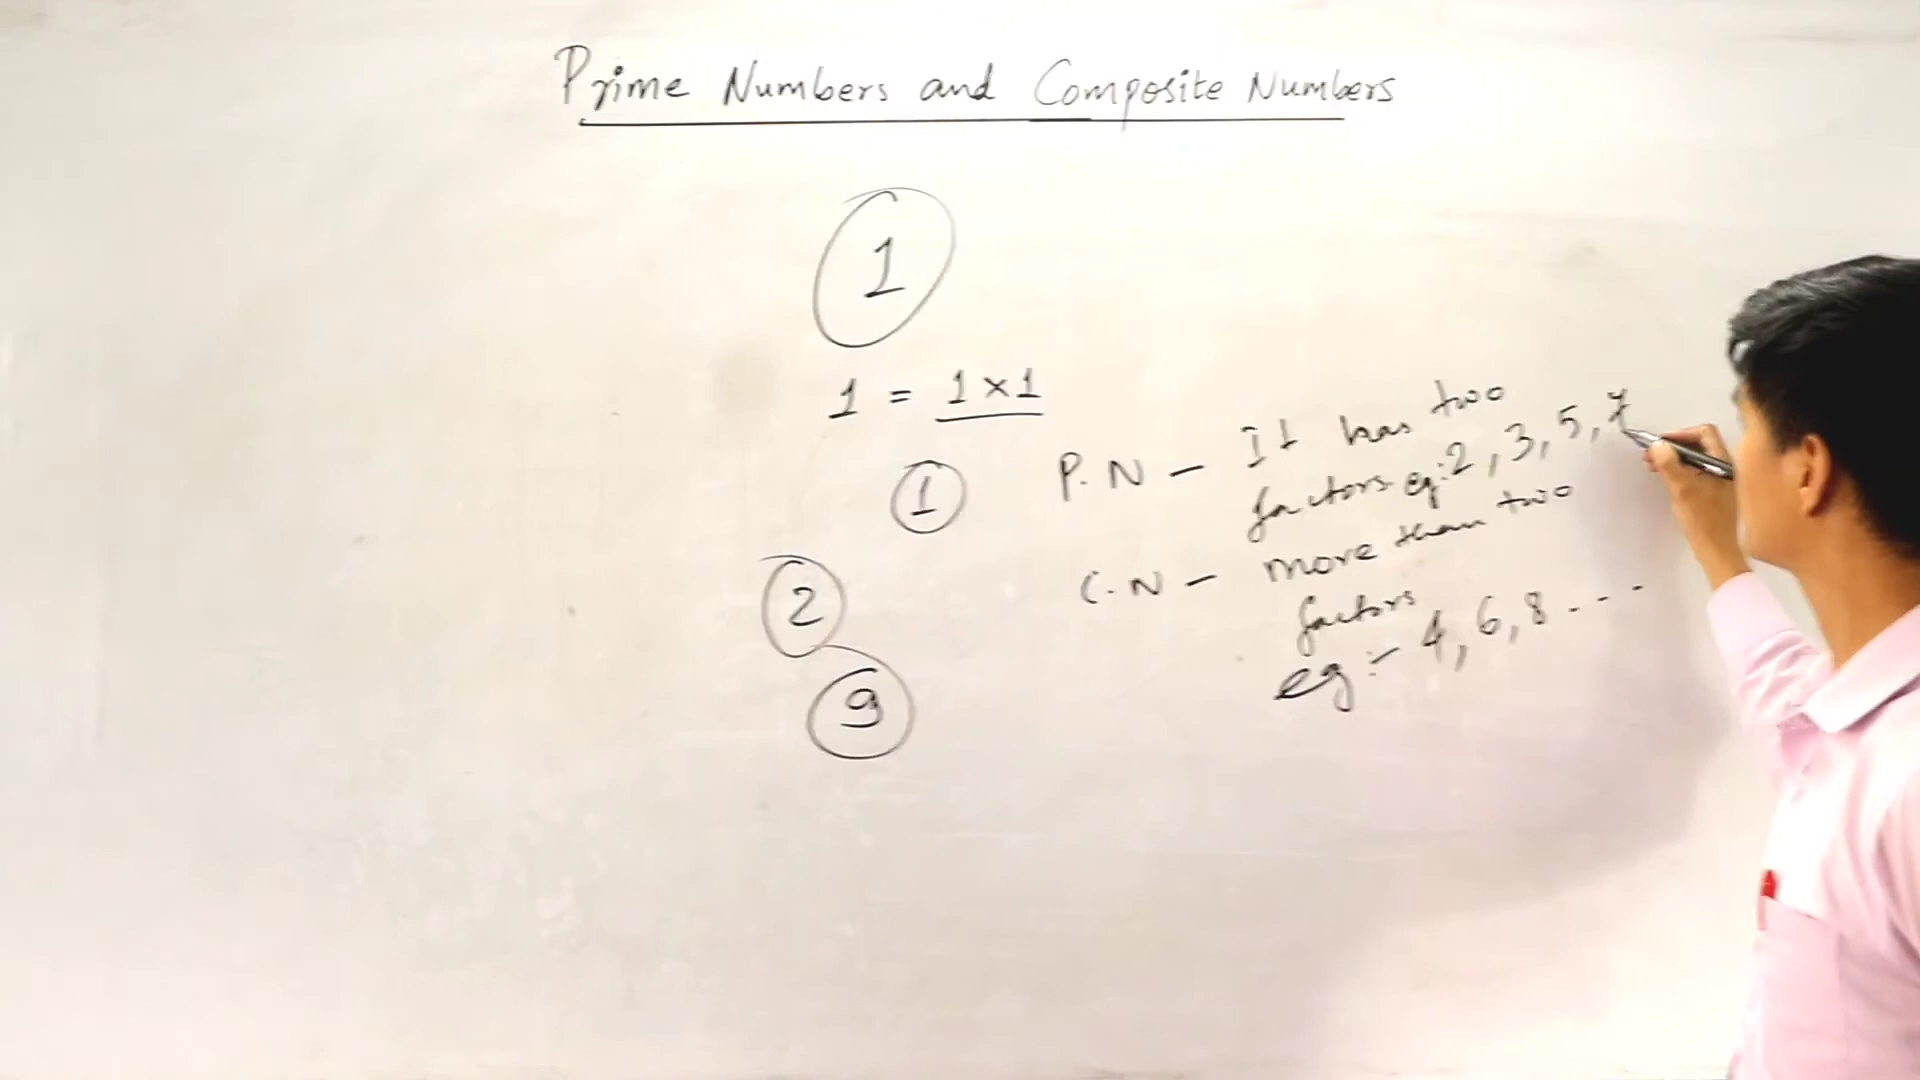 Prime Numbers and Composite Numbers
1
1 = 1 × 1
1
P.N - It has two
factors eg: 2, 3, 5, 7
C.N - more than two
factors
eg:- 4, 6, 8 ...
2
9